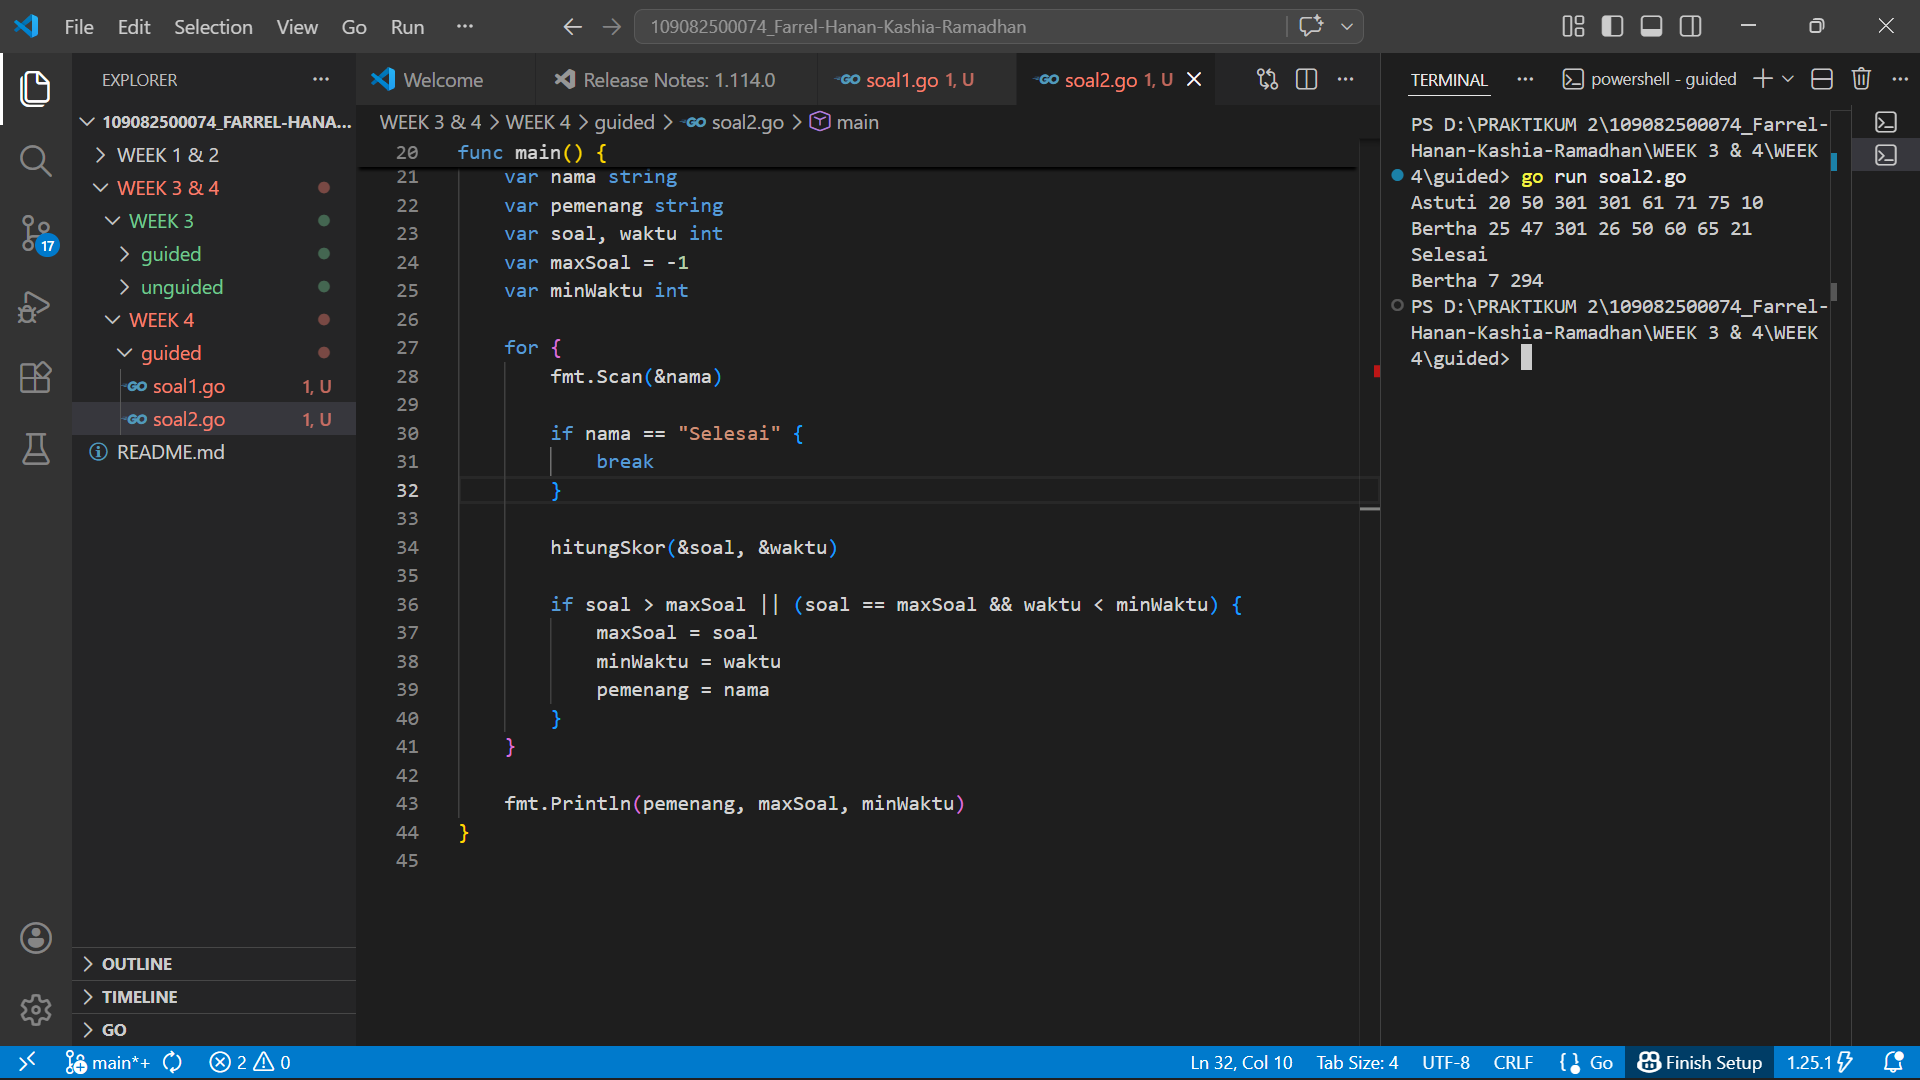 File Edit Selection View Go Run ···
109082500074_Farrel-Hanan-Kashia-Ramadhan
EXPLORER
109082500074_FARREL-HANA...
WEEK 1 & 2
WEEK 3 & 4
WEEK 3
guided
unguided
WEEK 4
guided
soal1.go 1, U
soal2.go 1, U
README.md
OUTLINE
TIMELINE
GO
17
Welcome
Release Notes: 1.114.0
soal1.go 1, U
soal2.go 1, U
WEEK 3 & 4 > WEEK 4 > guided > soal2.go > main
20 func main() {
21 var nama string
22 var pemenang string
23 var soal, waktu int
24 var maxSoal = -1
25 var minWaktu int
26
27 for {
28 fmt.Scan(&nama)
29
30 if nama == "Selesai" {
31 break
32 }
33
34 hitungSkor(&soal, &waktu)
35
36 if soal > maxSoal || (soal == maxSoal && waktu < minWaktu) {
37 maxSoal = soal
38 minWaktu = waktu
39 pemenang = nama
40 }
41 }
42
43 fmt.Println(pemenang, maxSoal, minWaktu)
44 }
45
TERMINAL
powershell - guided
PS D:\PRAKTIKUM 2\109082500074_Farrel-
Hanan-Kashia-Ramadhan\WEEK 3 & 4\WEEK
4\guided> go run soal2.go
Astuti 20 50 301 301 61 71 75 10
Bertha 25 47 301 26 50 60 65 21
Selesai
Bertha 7 294
PS D:\PRAKTIKUM 2\109082500074_Farrel-
Hanan-Kashia-Ramadhan\WEEK 3 & 4\WEEK
4\guided>
main*+ 2 0
Ln 32, Col 10 Tab Size: 4 UTF-8 CRLF Go Finish Setup 1.25.1